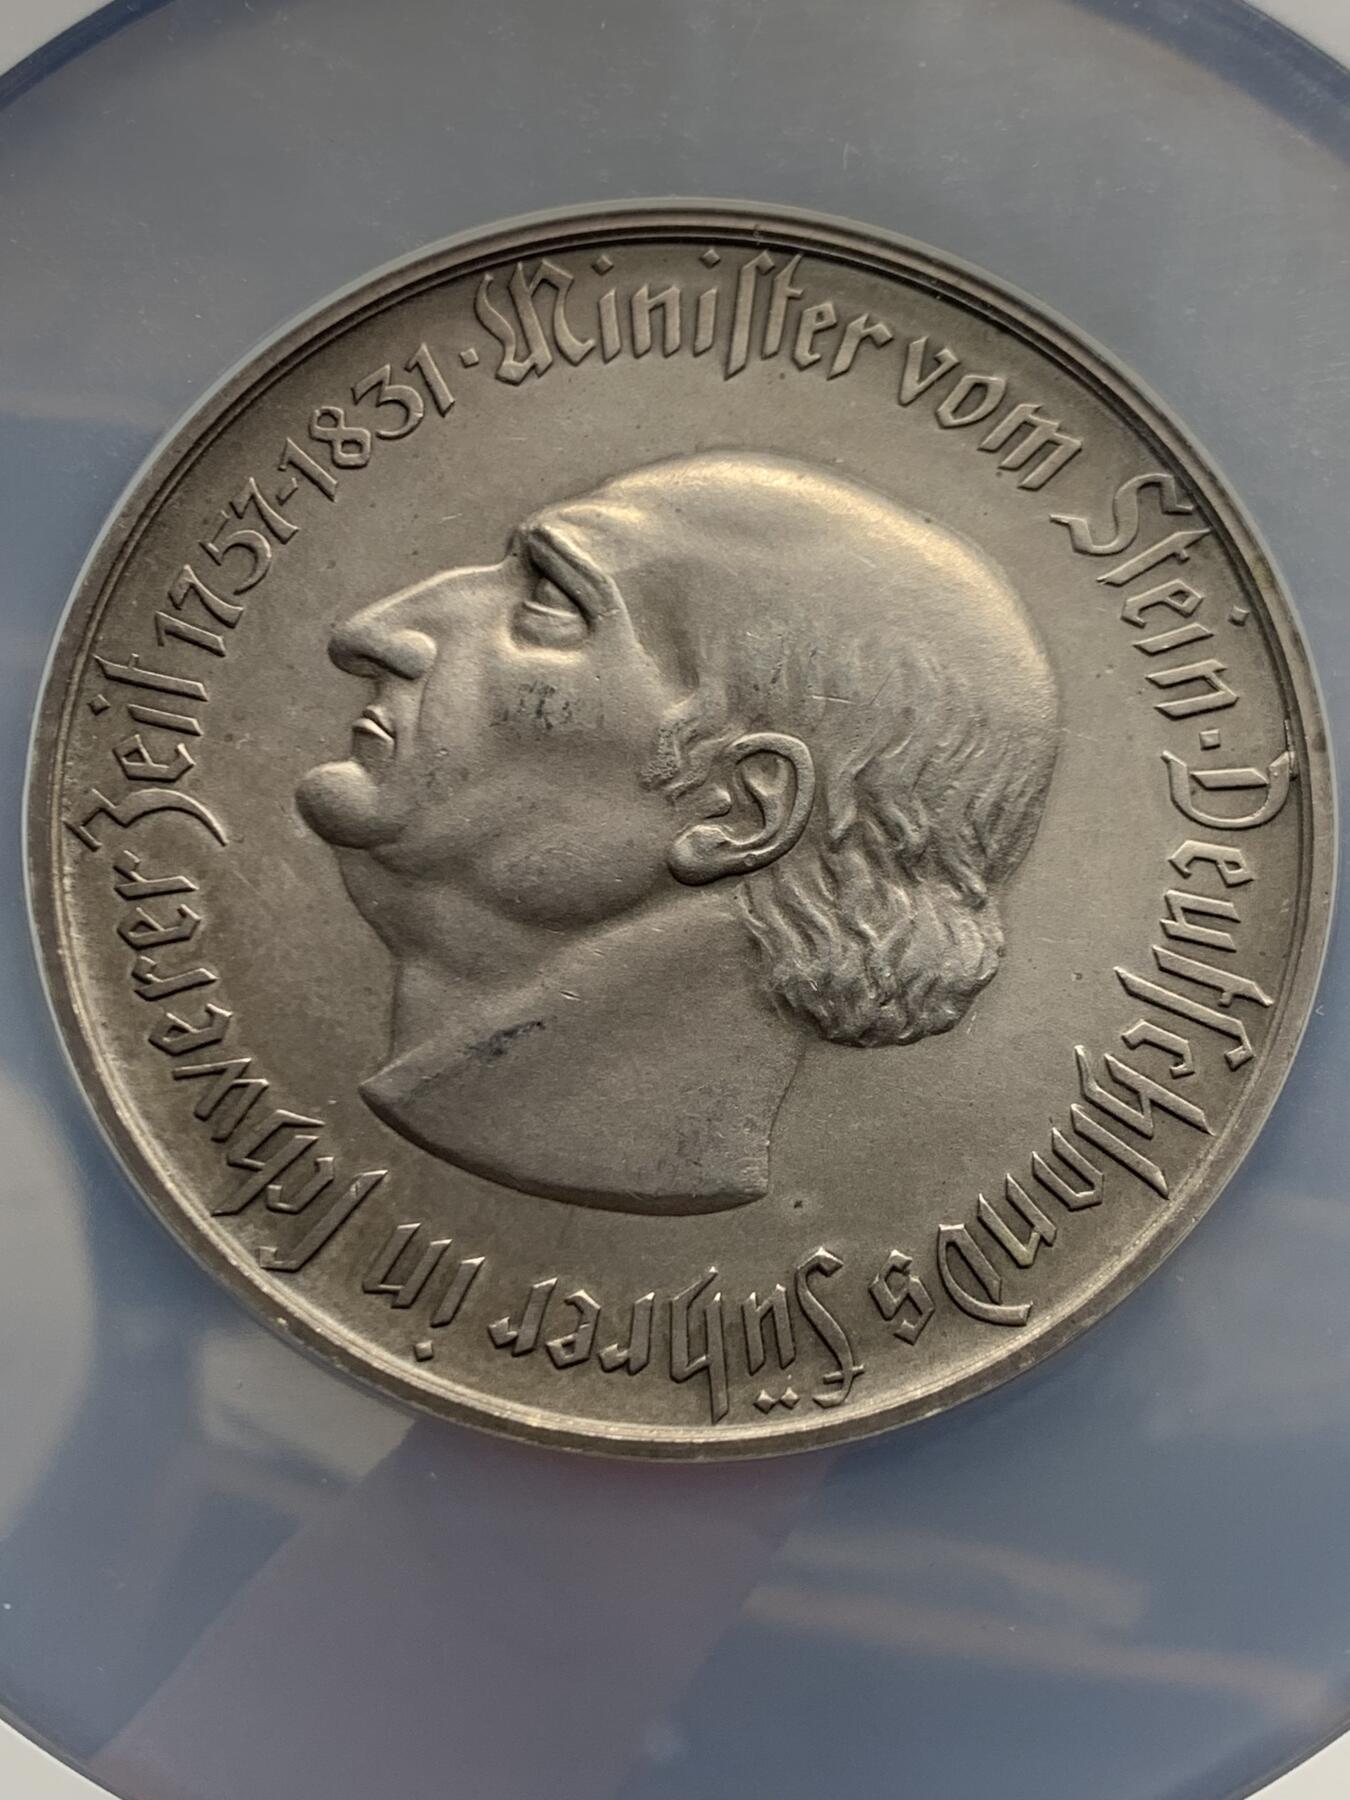 Miniſter vom Stein · Deutſchlands Führer in ſchwerer Zeit 1757-1831 ·